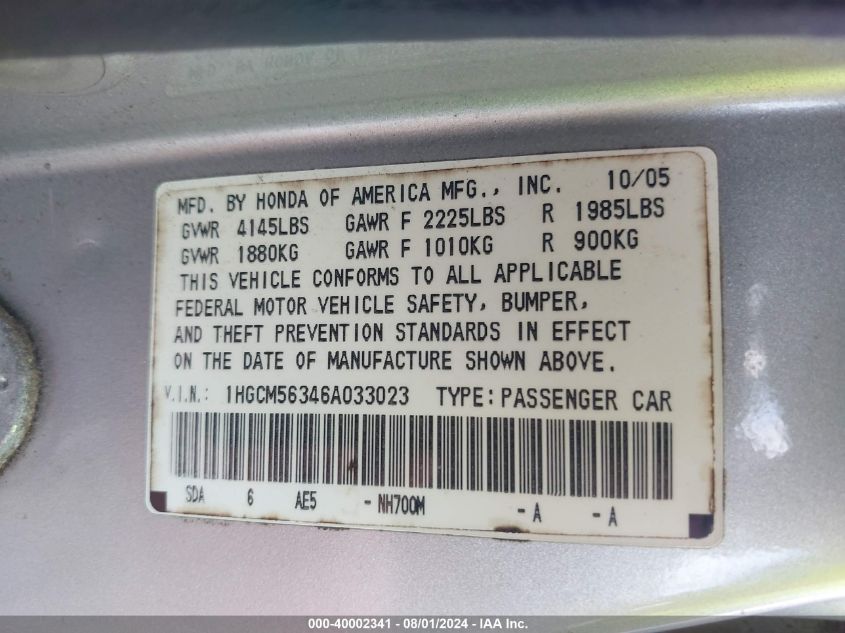 MFD. BY HONDA OF AMERICA MFG., INC. 10/05
GVWR 4145LBS GAWR F 2225LBS R 1985LBS
GVWR 1880KG GAWR F 1010KG R 900KG
THIS VEHICLE CONFORMS TO ALL APPLICABLE
FEDERAL MOTOR VEHICLE SAFETY, BUMPER,
AND THEFT PREVENTION STANDARDS IN EFFECT
ON THE DATE OF MANUFACTURE SHOWN ABOVE.
V.I.N.: 1HGCM56346A033023 TYPE: PASSENGER CAR
SDA 6 AE5 - NH700M - A - A
000-40002341 - 08/01/2024 - IAA Inc.